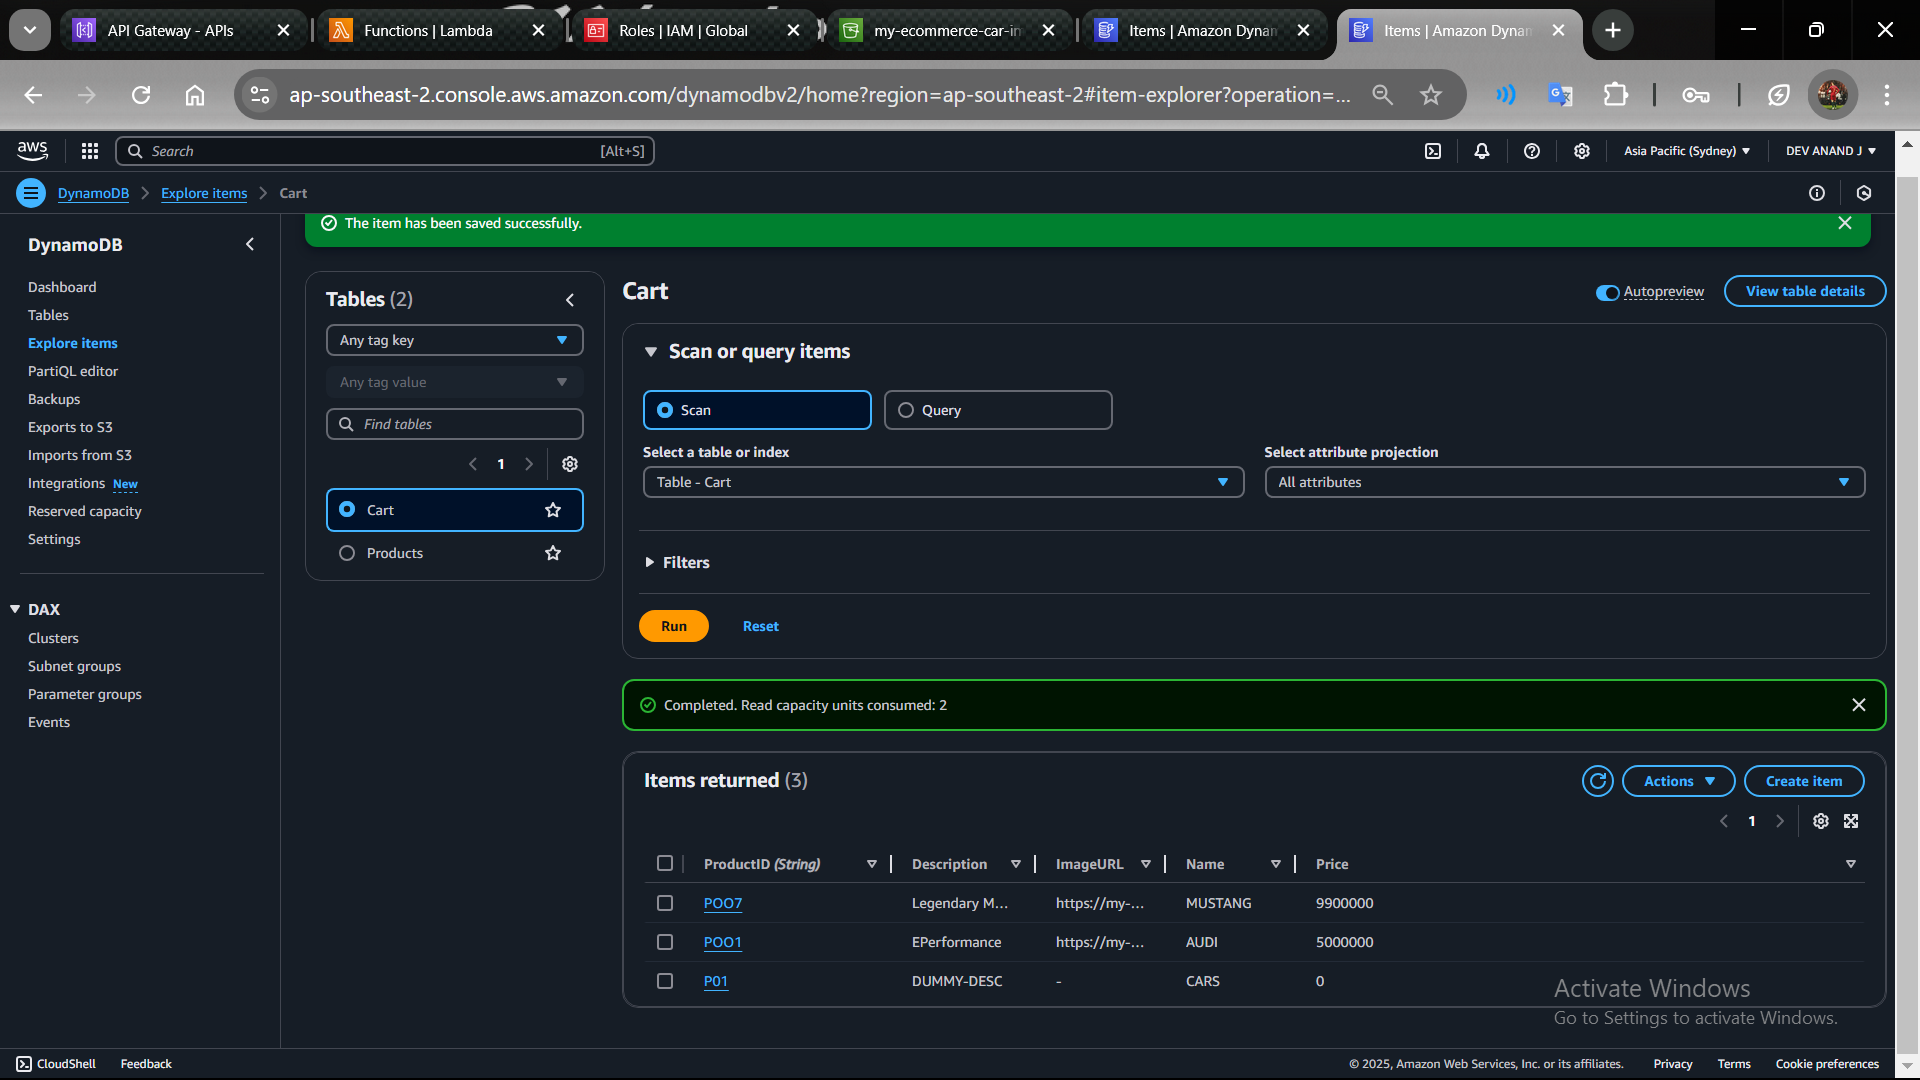 API Gateway - APIs
Functions | Lambda
Roles | IAM | Global
my-ecommerce-car-in
Items | Amazon Dynam
Items | Amazon Dynam
ap-southeast-2.console.aws.amazon.com/dynamodbv2/home?region=ap-southeast-2#item-explorer?operation=...
aws
Search
[Alt+S]
Asia Pacific (Sydney)
DEV ANAND J
DynamoDB
Explore items
Cart
The item has been saved successfully.
DynamoDB
Dashboard
Tables
Explore items
PartiQL editor
Backups
Exports to S3
Imports from S3
Integrations New
Reserved capacity
Settings
DAX
Clusters
Subnet groups
Parameter groups
Events
Tables (2)
Any tag key
Any tag value
Find tables
1
Cart
Products
Cart
Autopreview
View table details
Scan or query items
Scan
Query
Select a table or index
Table - Cart
Select attribute projection
All attributes
Filters
Run
Reset
Completed. Read capacity units consumed: 2
Items returned (3)
Actions
Create item
1
ProductID (String) Description ImageURL Name Price
POO7 Legendary M... https://my-... MUSTANG 9900000
POO1 EPerformance https://my-... AUDI 5000000
P01 DUMMY-DESC - CARS 0
Activate Windows
Go to Settings to activate Windows.
CloudShell
Feedback
© 2025, Amazon Web Services, Inc. or its affiliates.
Privacy
Terms
Cookie preferences